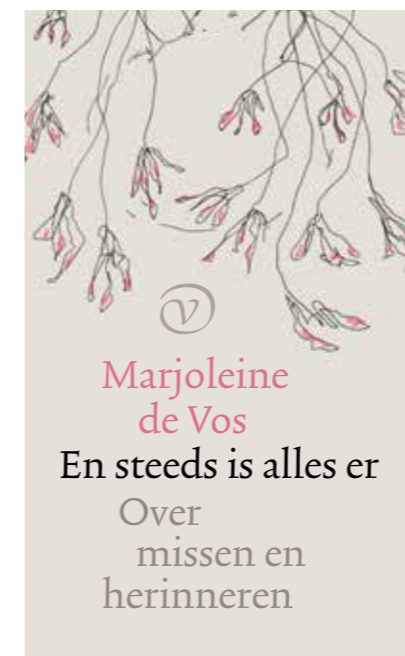 v
Marjoleine
de Vos
En steeds is alles er
Over
missen en
herinneren